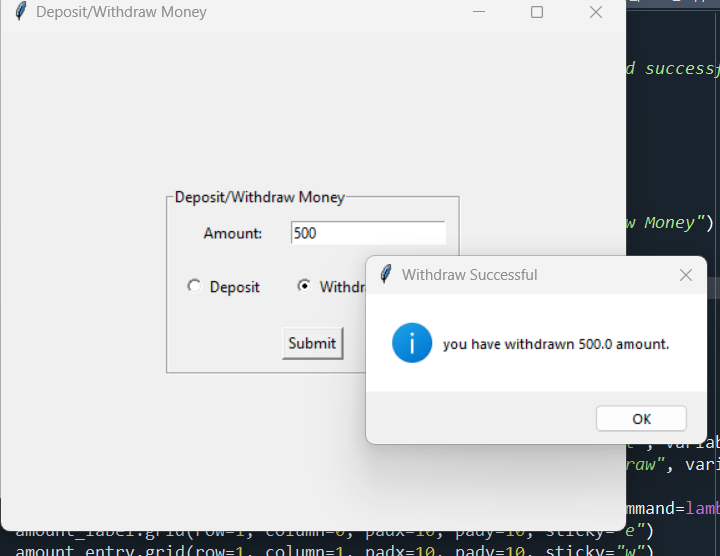 Deposit/Withdraw Money
d successf
w Money")
Deposit/Withdraw Money
Amount: 500
Deposit Withdr
Submit
Withdraw Successful
you have withdrawn 500.0 amount.
OK
raw", vari
mmand=lamb
amount_label.grid(row=1, column=0, padx=10, pady=10, sticky="e")
amount_entry.grid(row=1, column=1, padx=10, pady=10, sticky="w")